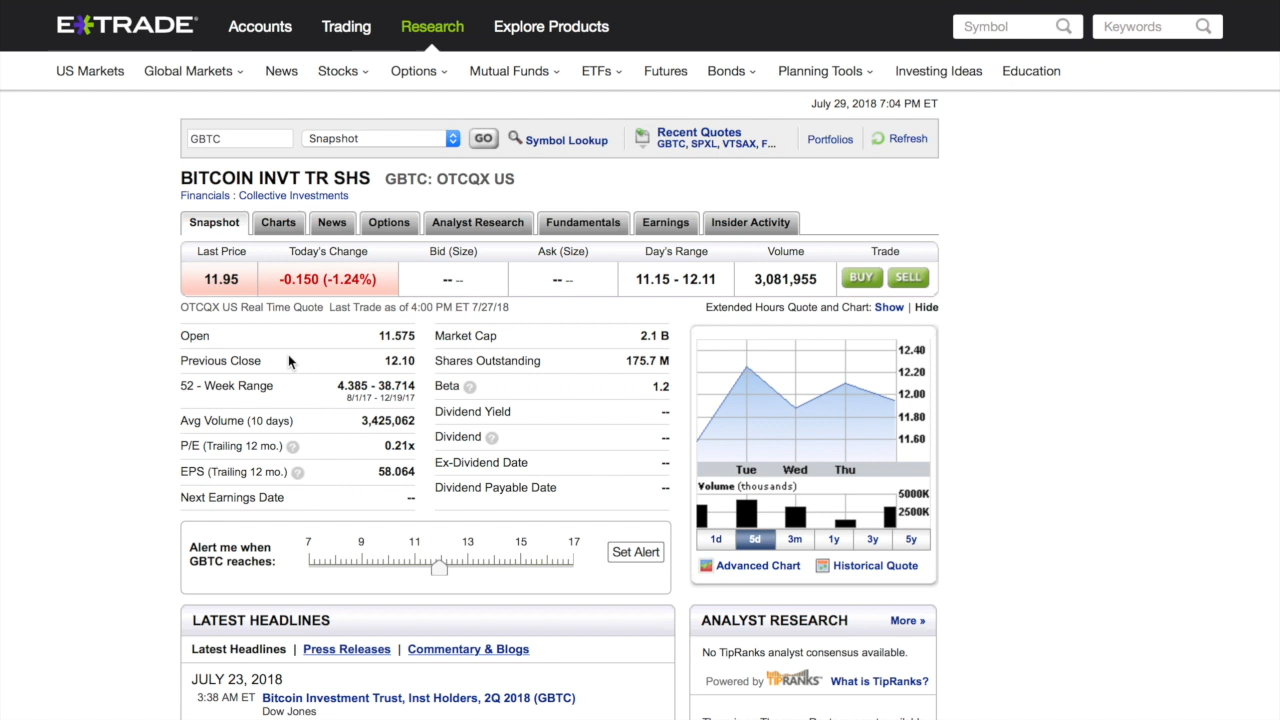 E*TRADE Accounts Trading Research Explore Products Symbol Keywords
US Markets Global Markets News Stocks Options Mutual Funds ETFs Futures Bonds Planning Tools Investing Ideas Education
July 29, 2018 7:04 PM ET
GBTC Snapshot GO Symbol Lookup Recent Quotes Portfolios Refresh
GBTC, SPXL, VTSAX, F...
BITCOIN INVT TR SHS GBTC: OTCQX US
Financials : Collective Investments
Snapshot Charts News Options Analyst Research Fundamentals Earnings Insider Activity
Last Price Today's Change Bid (Size) Ask (Size) Day's Range Volume Trade
11.95 -0.150 (-1.24%) -- -- -- -- 11.15 - 12.11 3,081,955 BUY SELL
OTCQX US Real Time Quote Last Trade as of 4:00 PM ET 7/27/18 Extended Hours Quote and Chart: Show | Hide
Open 11.575
Previous Close 12.10
52 - Week Range 4.385 - 38.714
8/1/17 - 12/19/17
Avg Volume (10 days) 3,425,062
P/E (Trailing 12 mo.) ? 0.21x
EPS (Trailing 12 mo.) ? 58.064
Next Earnings Date --
Market Cap 2.1 B
Shares Outstanding 175.7 M
Beta ? 1.2
Dividend Yield --
Dividend ? --
Ex-Dividend Date --
Dividend Payable Date --
12.40
12.20
12.00
11.80
11.60
Tue Wed Thu
Volume (thousands)
5000K
2500K
1d 5d 3m 1y 3y 5y
Advanced Chart Historical Quote
Alert me when
GBTC reaches:
7 9 11 13 15 17
Set Alert
LATEST HEADLINES
Latest Headlines | Press Releases | Commentary & Blogs
JULY 23, 2018
3:38 AM ET Bitcoin Investment Trust, Inst Holders, 2Q 2018 (GBTC)
Dow Jones
ANALYST RESEARCH More »
No TipRanks analyst consensus available.
Powered by TIPRANKS What is TipRanks?